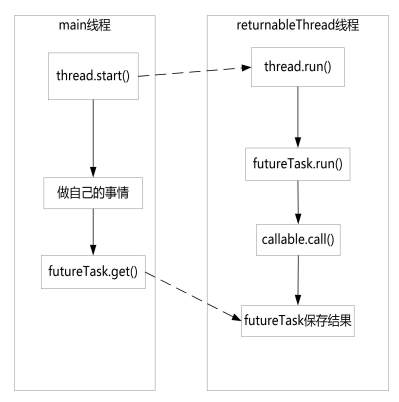 main线程
thread.start()
做自己的事情
futureTask.get()
returnableThread线程
thread.run()
futureTask.run()
callable.call()
futureTask保存结果